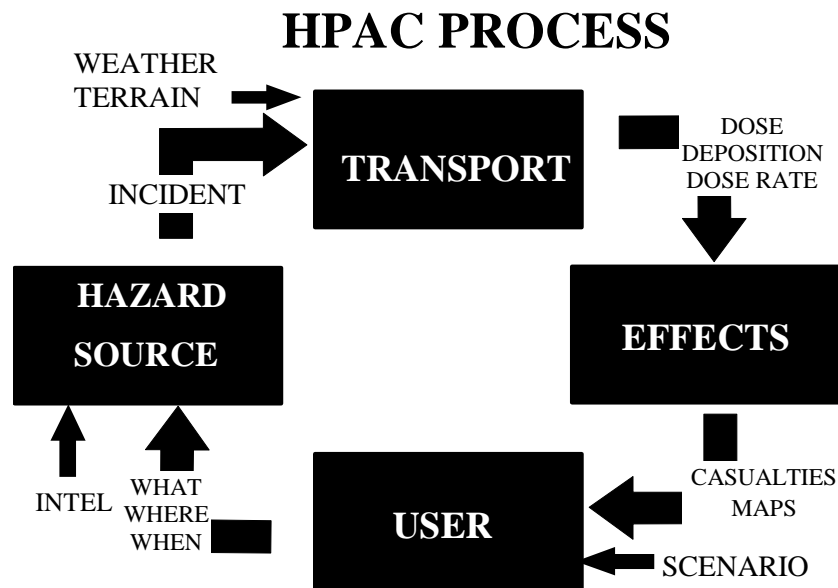 HPAC PROCESS
WEATHER
TERRAIN
TRANSPORT
DOSE
DEPOSITION
DOSE RATE
INCIDENT
HAZARD
SOURCE
EFFECTS
INTEL
WHAT
WHERE
WHEN
USER
CASUALTIES
MAPS
SCENARIO